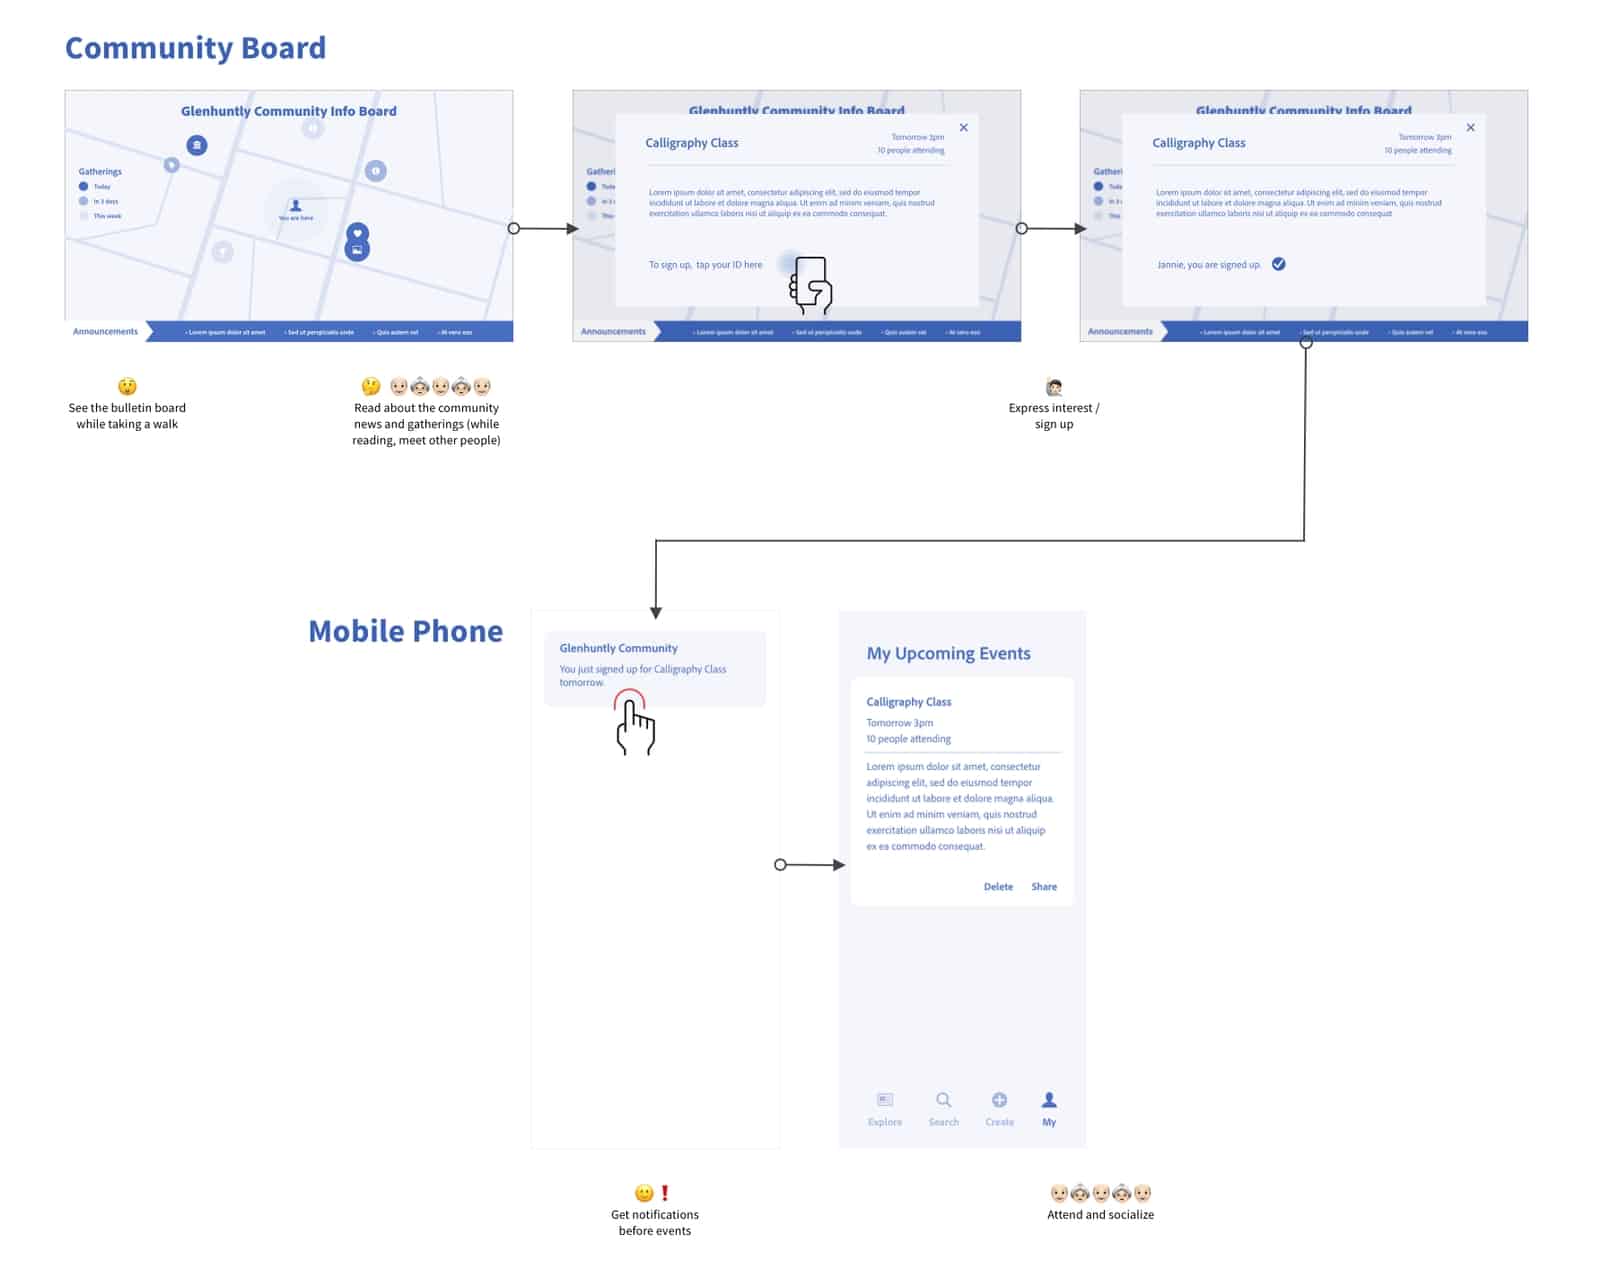 Community Board
Glenhuntly Community Info Board
Gatherings
Today
In 3 days
This week
You are here
Announcements
• Lorem ipsum dolor sit amet • Sed ut perspiciatis unde • Quis autem vel • At vero eos
Glenhuntly Community Info Board
Calligraphy Class
Tomorrow 3pm
10 people attending
Lorem ipsum dolor sit amet, consectetur adipiscing elit, sed do eiusmod tempor
incididunt ut labore et dolore magna aliqua. Ut enim ad minim veniam, quis nostrud
exercitation ullamco laboris nisi ut aliquip ex ea commodo consequat.
To sign up, tap your ID here
Announcements
• Lorem ipsum dolor sit amet • Sed ut perspiciatis unde • Quis autem vel • At vero eos
Glenhuntly Community Info Board
Calligraphy Class
Tomorrow 3pm
10 people attending
Lorem ipsum dolor sit amet, consectetur adipiscing elit, sed do eiusmod tempor
incididunt ut labore et dolore magna aliqua. Ut enim ad minim veniam, quis nostrud
exercitation ullamco laboris nisi ut aliquip ex ea commodo consequat
Jannie, you are signed up.
Announcements
• Lorem ipsum dolor sit amet • Sed ut perspiciatis unde • Quis autem vel • At vero eos
See the bulletin board
while taking a walk
Read about the community
news and gatherings (while
reading, meet other people)
Express interest /
sign up
Mobile Phone
Glenhuntly Community
You just signed up for Calligraphy Class
tomorrow.
My Upcoming Events
Calligraphy Class
Tomorrow 3pm
10 people attending
Lorem ipsum dolor sit amet, consectetur
adipiscing elit, sed do eiusmod tempor
incididunt ut labore et dolore magna aliqua.
Ut enim ad minim veniam, quis nostrud
exercitation ullamco laboris nisi ut aliquip
ex ea commodo consequat.
Delete Share
Explore Search Create My
Get notifications
before events
Attend and socialize